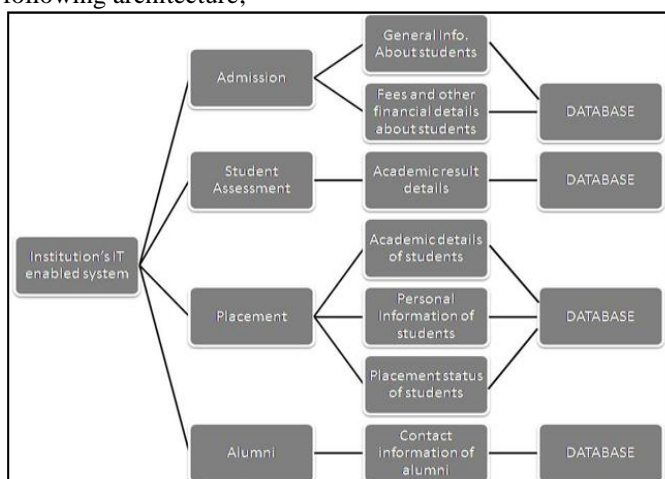 following architecture,
General Info.
About students
Admission
Fees and other
financial details
about students
DATABASE
Student
Assessment
Academic result
details
DATABASE
Institution's IT
enabled system
Academic details
of students
Placement
Personal
Information of
students
DATABASE
Placement status
of students
Alumni
Contact
information of
alumni
DATABASE